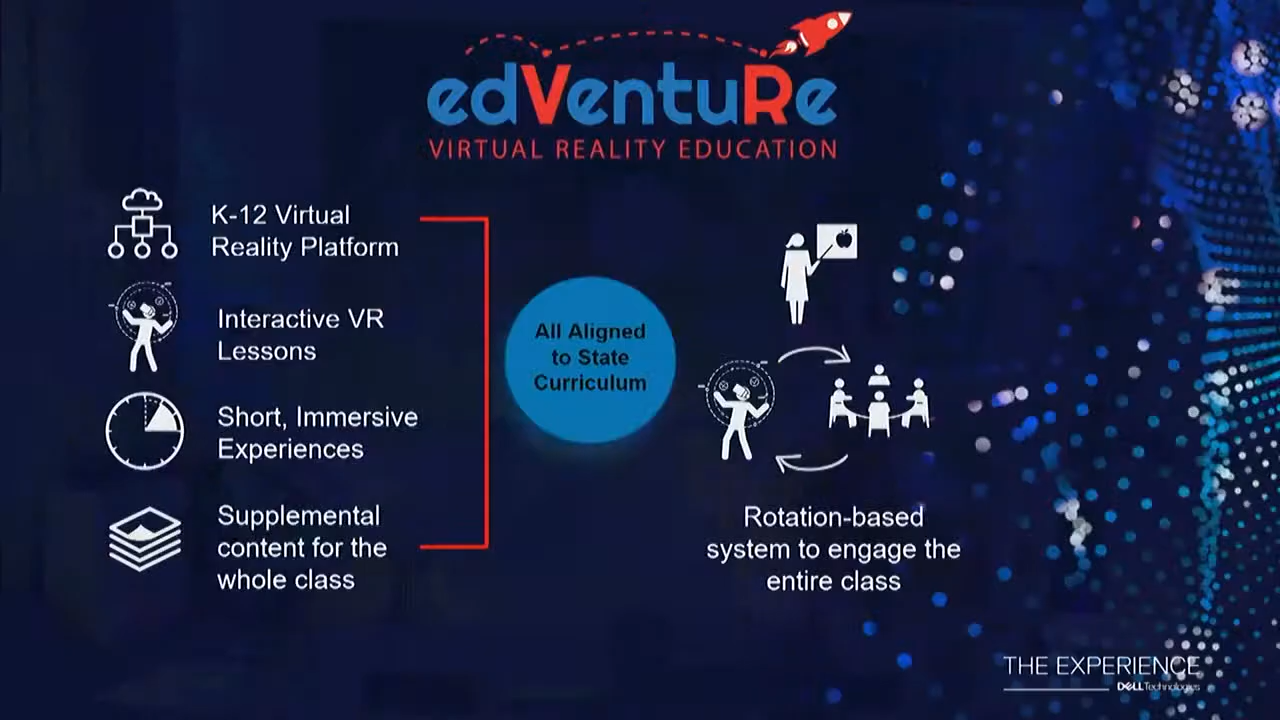 edVentuRe
VIRTUAL REALITY EDUCATION
K-12 Virtual
Reality Platform
Interactive VR
Lessons
Short, Immersive
Experiences
Supplemental
content for the
whole class
All Aligned
to State
Curriculum
Rotation-based
system to engage the
entire class
THE EXPERIENCE
DELL Technologies